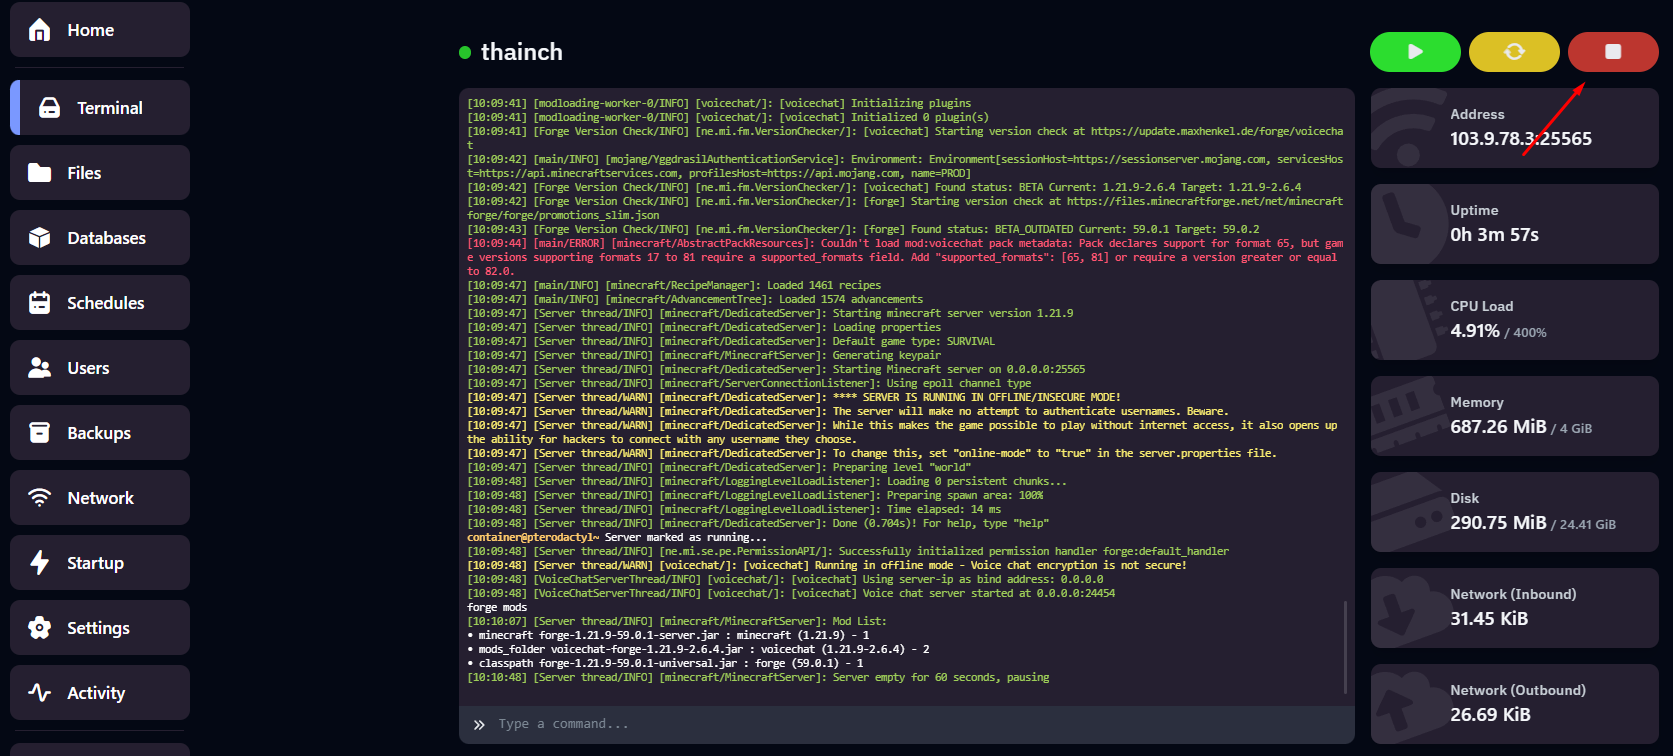 Home
Terminal
Files
Databases
Schedules
Users
Backups
Network
Startup
Settings
Activity
thainch
[10:09:41] [modloading-worker-0/INFO] [voicechat/]: [voicechat] Initializing plugins
[10:09:41] [modloading-worker-0/INFO] [voicechat/]: [voicechat] Initialized 0 plugin(s)
[10:09:41] [Forge Version Check/INFO] [ne.mi.fm.VersionChecker/]: [voicechat] Starting version check at https://update.maxhenkel.de/forge/voicecha
t
[10:09:42] [main/INFO] [mojang/YggdrasilAuthenticationService]: Environment: Environment[sessionHost=https://sessionserver.mojang.com, servicesHos
t=https://api.minecraftservices.com, profilesHost=https://api.mojang.com, name=PROD]
[10:09:42] [Forge Version Check/INFO] [ne.mi.fm.VersionChecker/]: [voicechat] Found status: BETA Current: 1.21.9-2.6.4 Target: 1.21.9-2.6.4
[10:09:42] [Forge Version Check/INFO] [ne.mi.fm.VersionChecker/]: [forge] Starting version check at https://files.minecraftforge.net/net/minecraft
forge/forge/promotions_slim.json
[10:09:43] [Forge Version Check/INFO] [ne.mi.fm.VersionChecker/]: [forge] Found status: BETA_OUTDATED Current: 59.0.1 Target: 59.0.2
[10:09:44] [main/ERROR] [minecraft/AbstractPackResources]: Couldn't load mod:voicechat pack metadata: Pack declares support for format 65, but gam
e versions supporting formats 17 to 81 require a supported_formats field. Add "supported_formats": [65, 81] or require a version greater or equal
to 82.0.
[10:09:47] [main/INFO] [minecraft/RecipeManager]: Loaded 1461 recipes
[10:09:47] [main/INFO] [minecraft/AdvancementTree]: Loaded 1574 advancements
[10:09:47] [Server thread/INFO] [minecraft/DedicatedServer]: Starting minecraft server version 1.21.9
[10:09:47] [Server thread/INFO] [minecraft/DedicatedServer]: Loading properties
[10:09:47] [Server thread/INFO] [minecraft/DedicatedServer]: Default game type: SURVIVAL
[10:09:47] [Server thread/INFO] [minecraft/MinecraftServer]: Generating keypair
[10:09:47] [Server thread/INFO] [minecraft/DedicatedServer]: Starting Minecraft server on 0.0.0.0:25565
[10:09:47] [Server thread/INFO] [minecraft/ServerConnectionListener]: Using epoll channel type
[10:09:47] [Server thread/WARN] [minecraft/DedicatedServer]: **** SERVER IS RUNNING IN OFFLINE/INSECURE MODE!
[10:09:47] [Server thread/WARN] [minecraft/DedicatedServer]: The server will make no attempt to authenticate usernames. Beware.
[10:09:47] [Server thread/WARN] [minecraft/DedicatedServer]: While this makes the game possible to play without internet access, it also opens up
the ability for hackers to connect with any username they choose.
[10:09:47] [Server thread/WARN] [minecraft/DedicatedServer]: To change this, set "online-mode" to "true" in the server.properties file.
[10:09:47] [Server thread/INFO] [minecraft/DedicatedServer]: Preparing level "world"
[10:09:48] [Server thread/INFO] [minecraft/LoggingLevelLoadListener]: Loading 0 persistent chunks...
[10:09:48] [Server thread/INFO] [minecraft/LoggingLevelLoadListener]: Preparing spawn area: 100%
[10:09:48] [Server thread/INFO] [minecraft/LoggingLevelLoadListener]: Time elapsed: 14 ms
[10:09:48] [Server thread/INFO] [minecraft/DedicatedServer]: Done (0.704s)! For help, type "help"
container@pterodactyl~ Server marked as running...
[10:09:48] [Server thread/INFO] [ne.mi.se.pe.PermissionAPI/]: Successfully initialized permission handler forge:default_handler
[10:09:48] [Server thread/WARN] [voicechat/]: [voicechat] Running in offline mode - Voice chat encryption is not secure!
[10:09:48] [VoiceChatServerThread/INFO] [voicechat/]: [voicechat] Using server-ip as bind address: 0.0.0.0
[10:09:48] [VoiceChatServerThread/INFO] [voicechat/]: [voicechat] Voice chat server started at 0.0.0.0:24454
forge mods
[10:10:07] [Server thread/INFO] [minecraft/MinecraftServer]: Mod List:
• minecraft forge-1.21.9-59.0.1-server.jar : minecraft (1.21.9) - 1
• mods_folder voicechat-forge-1.21.9-2.6.4.jar : voicechat (1.21.9-2.6.4) - 2
• classpath forge-1.21.9-59.0.1-universal.jar : forge (59.0.1) - 1
[10:10:48] [Server thread/INFO] [minecraft/MinecraftServer]: Server empty for 60 seconds, pausing
» Type a command...
Address
103.9.78.3:25565
Uptime
0h 3m 57s
CPU Load
4.91% / 400%
Memory
687.26 MiB / 4 GiB
Disk
290.75 MiB / 24.41 GiB
Network (Inbound)
31.45 KiB
Network (Outbound)
26.69 KiB